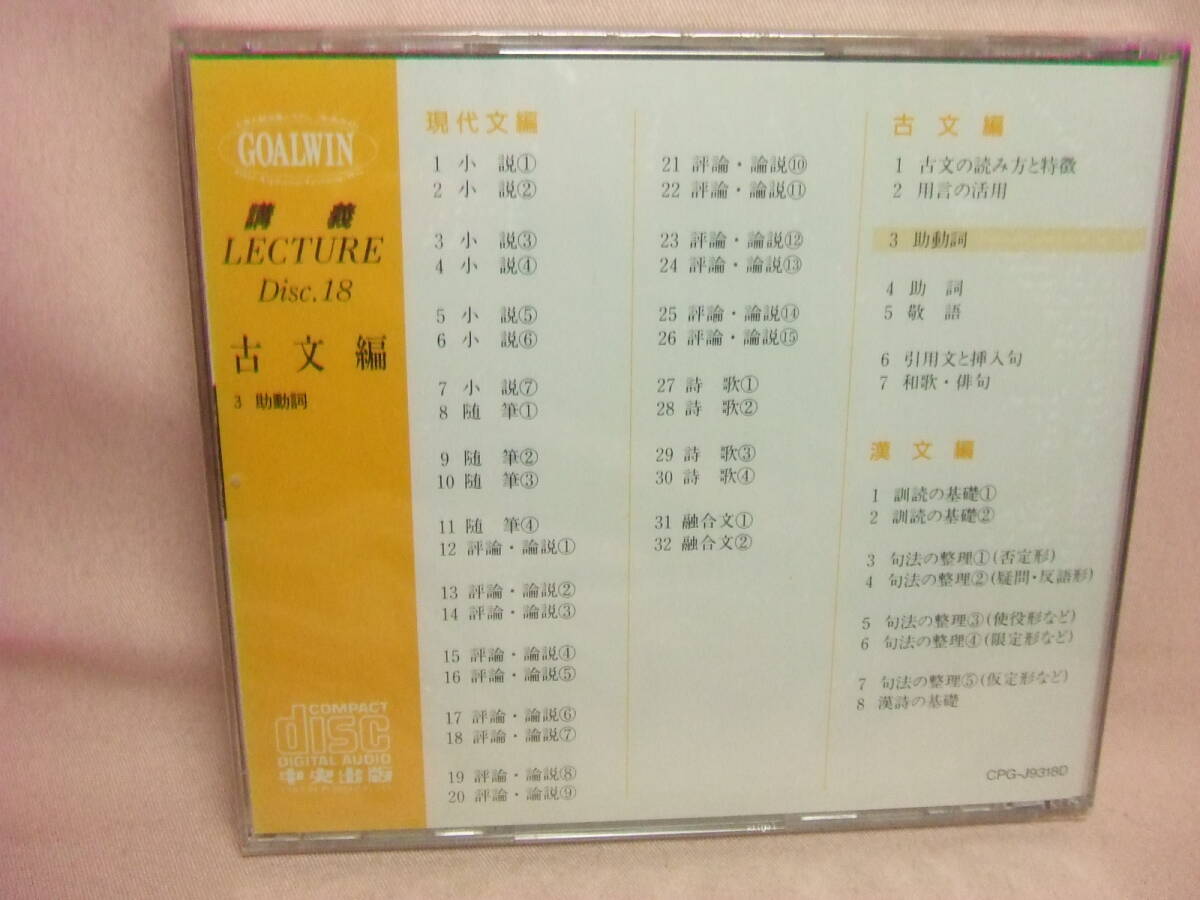 GOALWIN
講義
LECTURE
Disc.18
古文編
3 助動詞
COMPACT
disc
DIGITAL AUDIO
中央出版
現代文編
1 小説①
2 小説②
3 小説③
4 小説④
5 小説⑤
6 小説⑥
7 小説⑦
8 随筆①
9 随筆②
10 随筆③
11 随筆④
12 評論・論説①
13 評論・論説②
14 評論・論説③
15 評論・論説④
16 評論・論説⑤
17 評論・論説⑥
18 評論・論説⑦
19 評論・論説⑧
20 評論・論説⑨
21 評論・論説⑩
22 評論・論説⑪
23 評論・論説⑫
24 評論・論説⑬
25 評論・論説⑭
26 評論・論説⑮
27 詩歌①
28 詩歌②
29 詩歌③
30 詩歌④
31 融合文①
32 融合文②
古文編
1 古文の読み方と特徴
2 用言の活用
3 助動詞
4 助詞
5 敬語
6 引用文と挿入句
7 和歌・俳句
漢文編
1 訓読の基礎①
2 訓読の基礎②
3 句法の整理①(否定形)
4 句法の整理②(疑問・反語形)
5 句法の整理③(使役形など)
6 句法の整理④(限定形など)
7 句法の整理⑤(仮定形など)
8 漢詩の基礎
CPG-J9318D